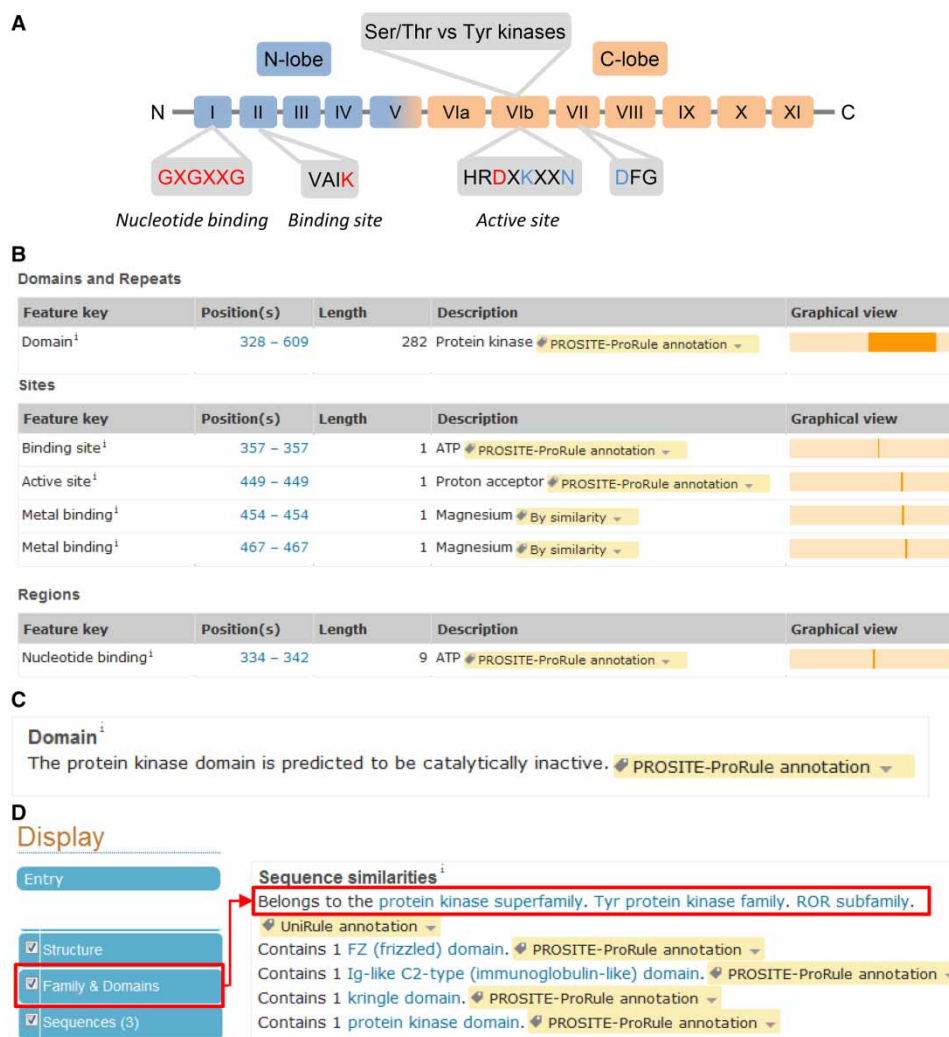 A
Ser/Thr vs Tyr kinases
N-lobe
C-lobe
N I II III IV V VIa VIb VII VIII IX X XI C
GXGXXG VAIK HRDXKXXN DFG
Nucleotide binding Binding site Active site
B
Domains and Repeats
Feature key Position(s) Length Description Graphical view
Domain i 328 – 609 282 Protein kinase PROSITE-ProRule annotation
Sites
Feature key Position(s) Length Description Graphical view
Binding site i 357 – 357 1 ATP PROSITE-ProRule annotation
Active site i 449 – 449 1 Proton acceptor PROSITE-ProRule annotation
Metal binding i 454 – 454 1 Magnesium By similarity
Metal binding i 467 – 467 1 Magnesium By similarity
Regions
Feature key Position(s) Length Description Graphical view
Nucleotide binding i 334 – 342 9 ATP PROSITE-ProRule annotation
C
Domain i
The protein kinase domain is predicted to be catalytically inactive. PROSITE-ProRule annotation
D
Display
Entry
Structure
Family & Domains
Sequences (3)
Sequence similarities i
Belongs to the protein kinase superfamily. Tyr protein kinase family. ROR subfamily.
UniRule annotation
Contains 1 FZ (frizzled) domain. PROSITE-ProRule annotation
Contains 1 Ig-like C2-type (immunoglobulin-like) domain. PROSITE-ProRule annotation
Contains 1 kringle domain. PROSITE-ProRule annotation
Contains 1 protein kinase domain. PROSITE-ProRule annotation